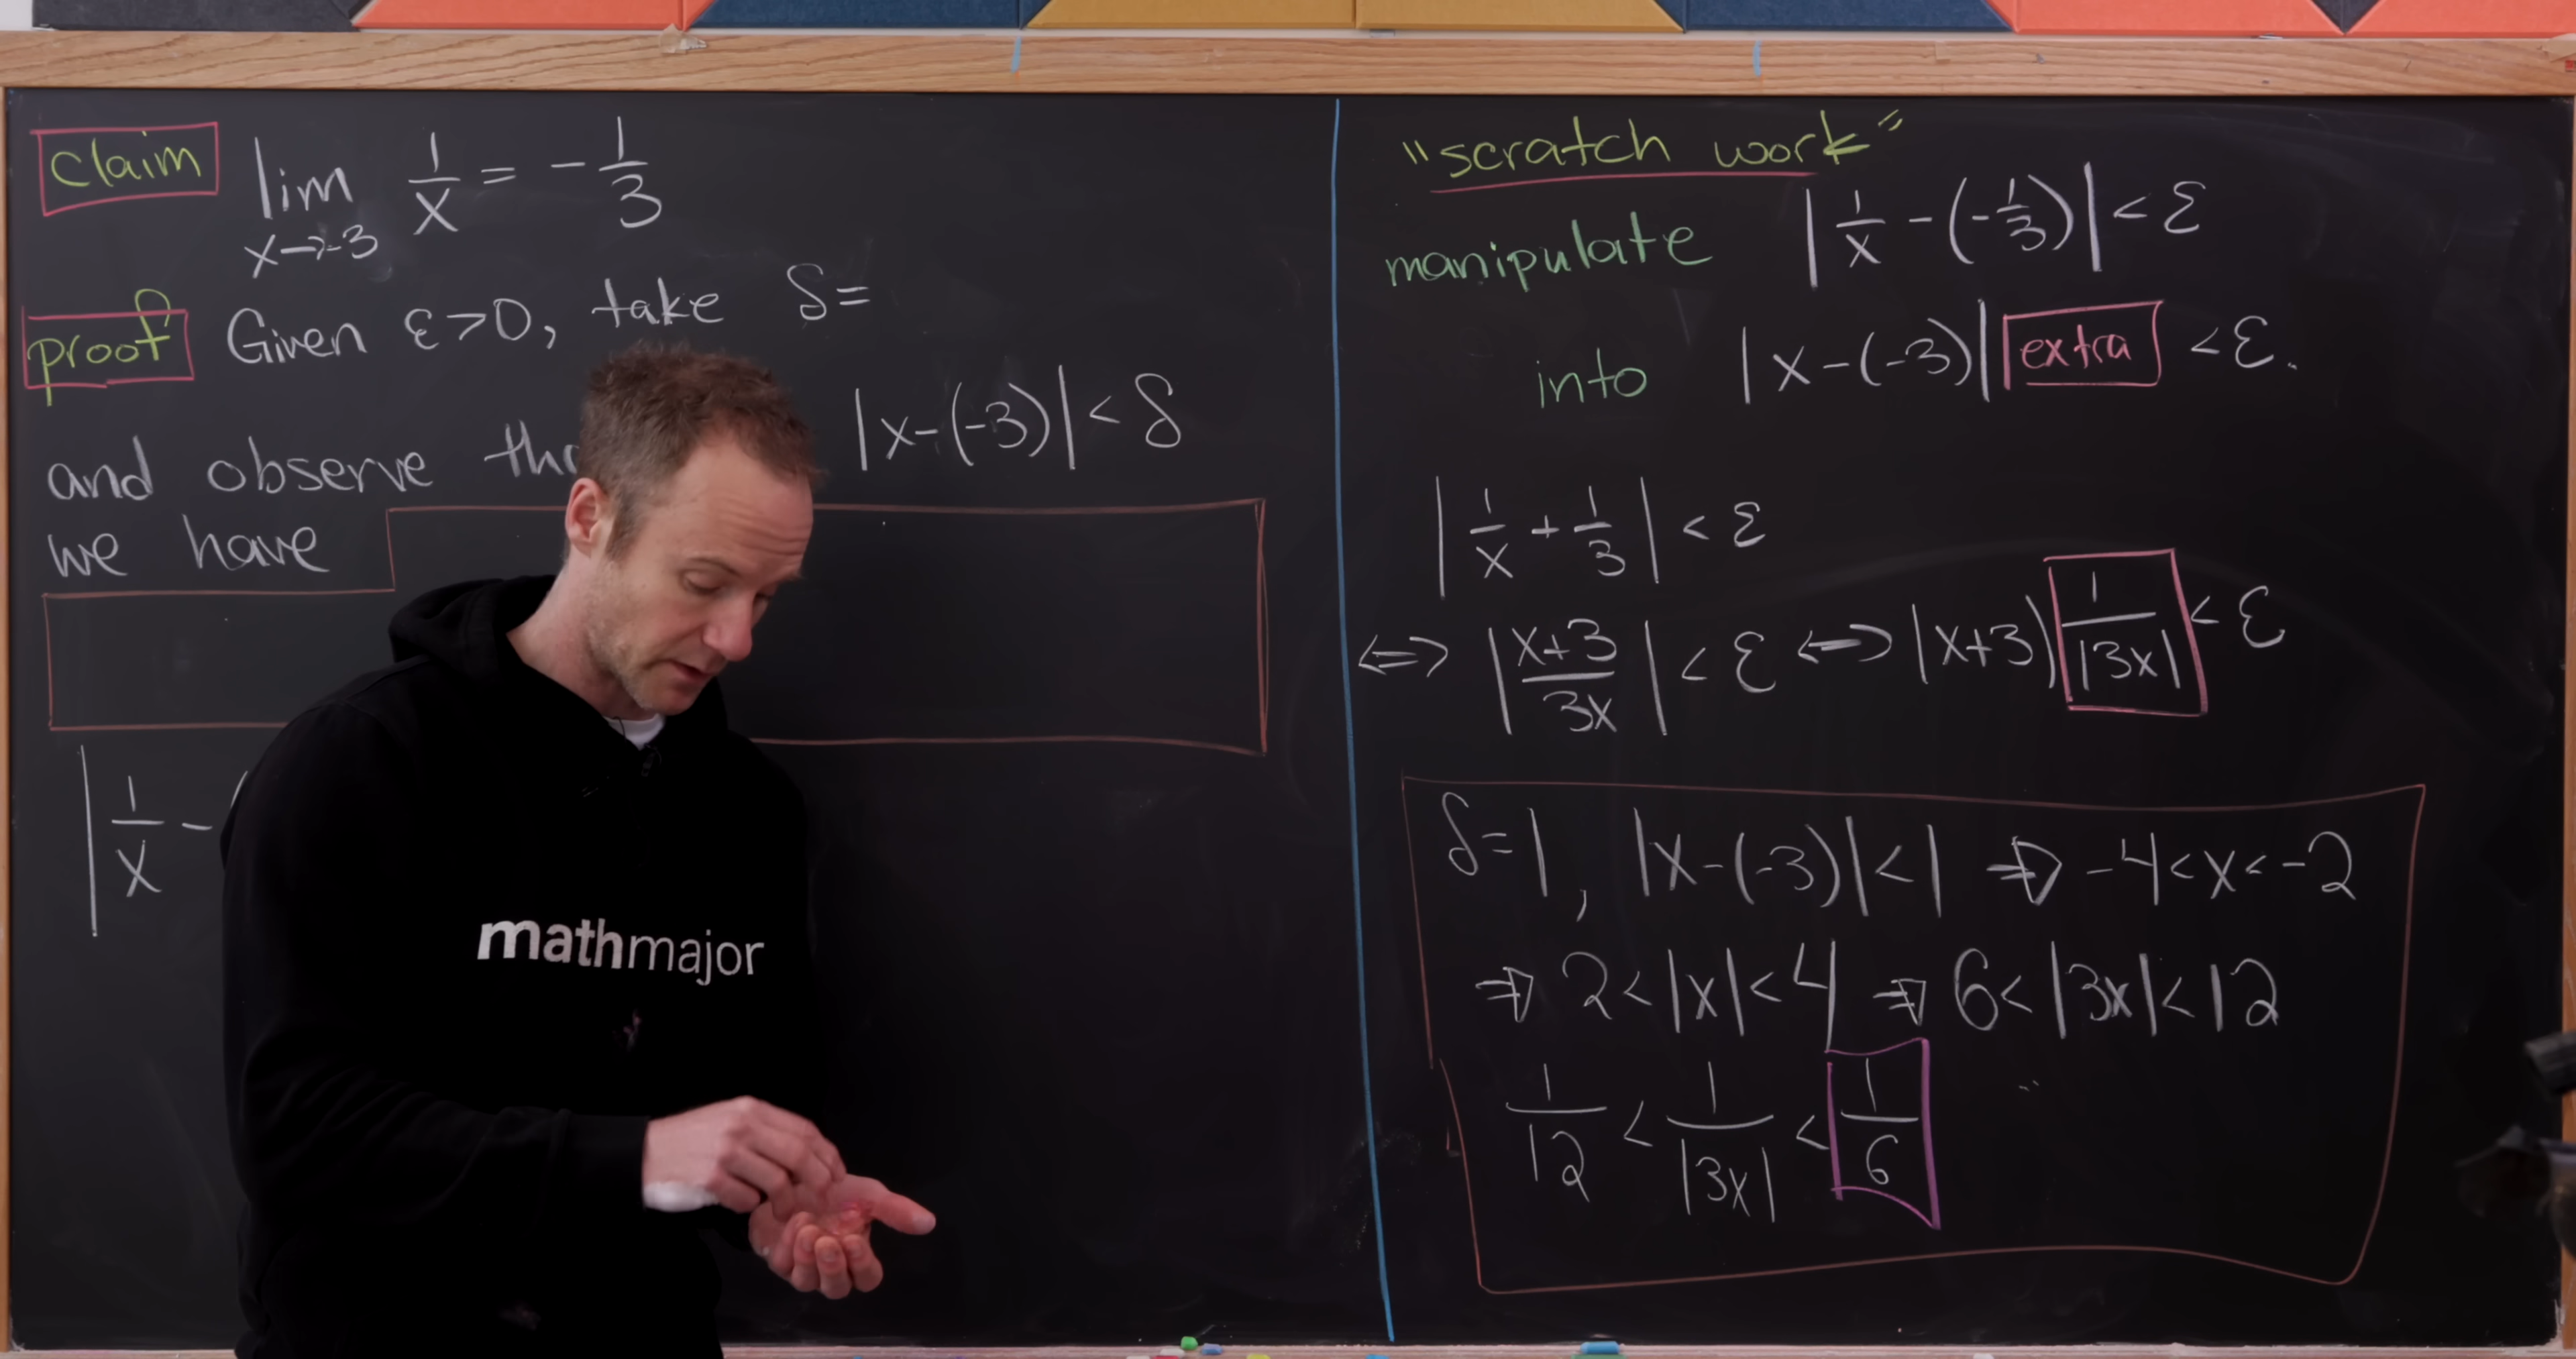 Claim lim x→-3 1/x = -1/3
proof Given ε>0, take δ=
and observe |x-(-3)| < δ
we have
|1/x -
mathmajor
"scratch work"
manipulate |1/x - (-1/3)| < ε
into |x-(-3)| extra < ε.
|1/x + 1/3| < ε
⟺ |(x+3)/3x| < ε ⟺ |x+3| 1/|3x| < ε
δ=1, |x-(-3)|<1 ⇒ -4<x<-2
⇒ 2<|x|<4 ⇒ 6<|3x|<12
1/12 < 1/|3x| < 1/6